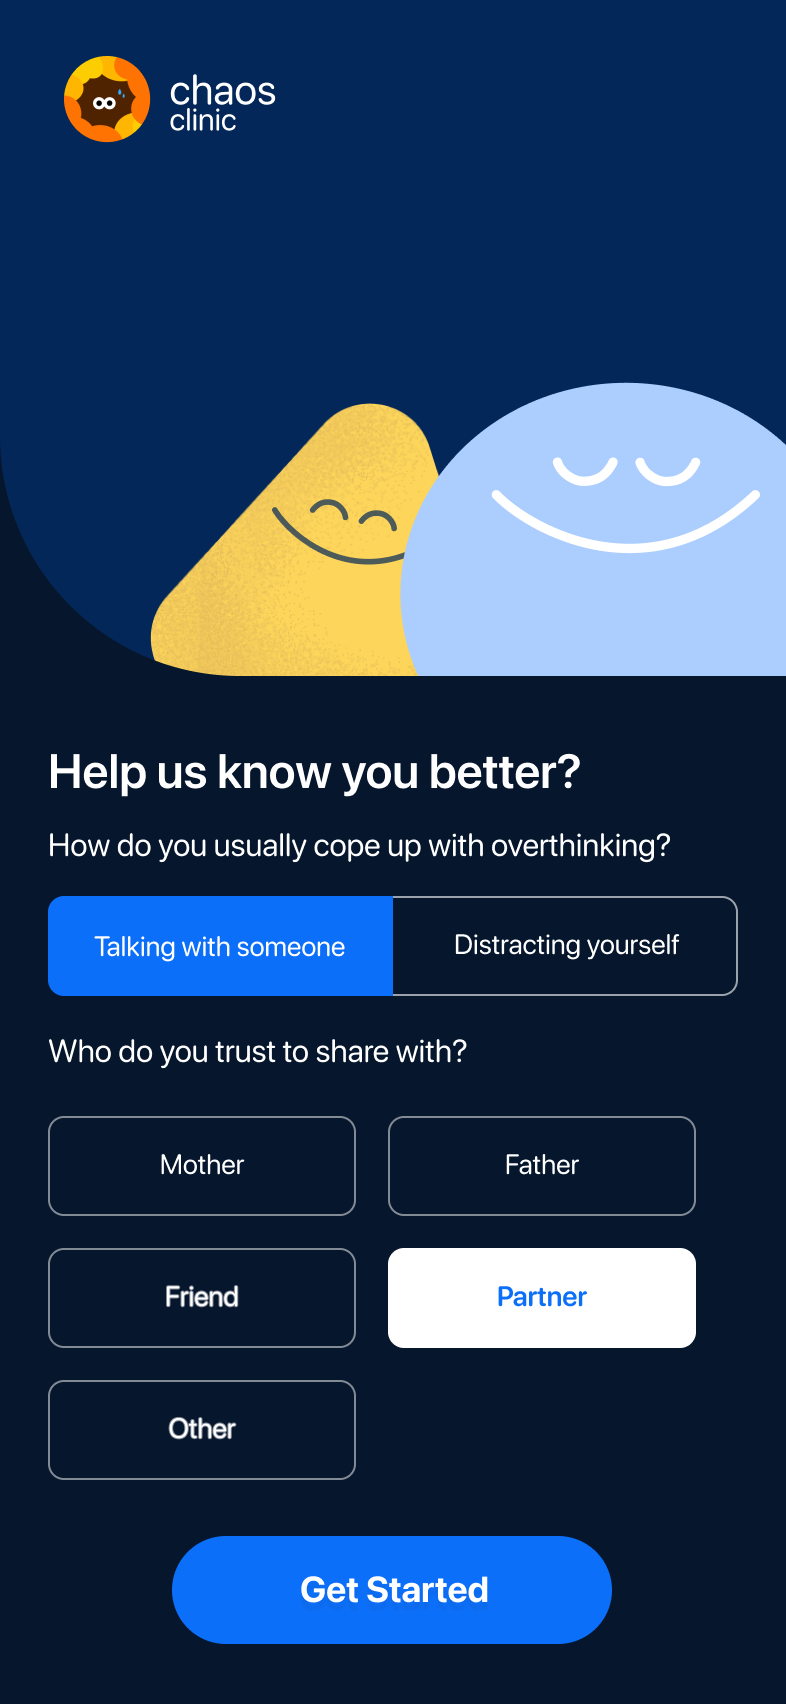 chaos
clinic
Help us know you better?
How do you usually cope up with overthinking?
Talking with someone
Distracting yourself
Who do you trust to share with?
Mother
Father
Friend
Partner
Other
Get Started